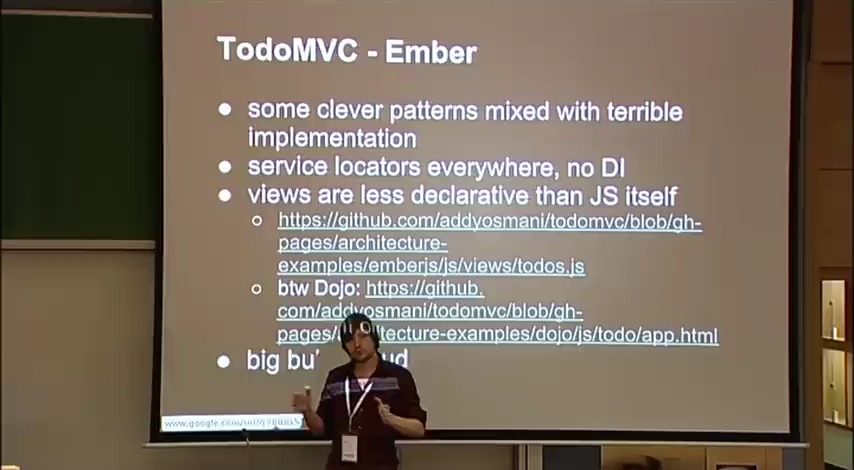 TodoMVC - Ember
● some clever patterns mixed with terrible
implementation
● service locators everywhere, no DI
● views are less declarative than JS itself
○ https://github.com/addyosmani/todomvc/blob/gh-
pages/architecture-
examples/emberjs/js/views/todos.js
○ btw Dojo: https://github.
com/addyosmani/todomvc/blob/gh-
pages/ tecture-examples/dojo/js/todo/app.html
● big